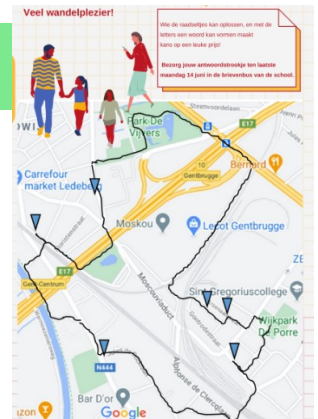 Veel wandelplezier!
Wie de raadseltjes kan oplossen, en met de
letters een woord kan vormen maakt
kans op een leuke prijs!
Bezorg jouw antwoordstrookje ten laatste
maandag 14 juni in de brievenbus van de school.
Stropersvoordelaan
Park De
Vijvers
E17
10
Gentbrugge
Bernard
Carrefour
market Ledeberg
Moskou
Lecot Gentbrugge
E17
Gent-Centrum
Moscouviaduct
Sint-Gregoriuscollege
Wijkpark
De Porre
N444
Bar D'or
Google